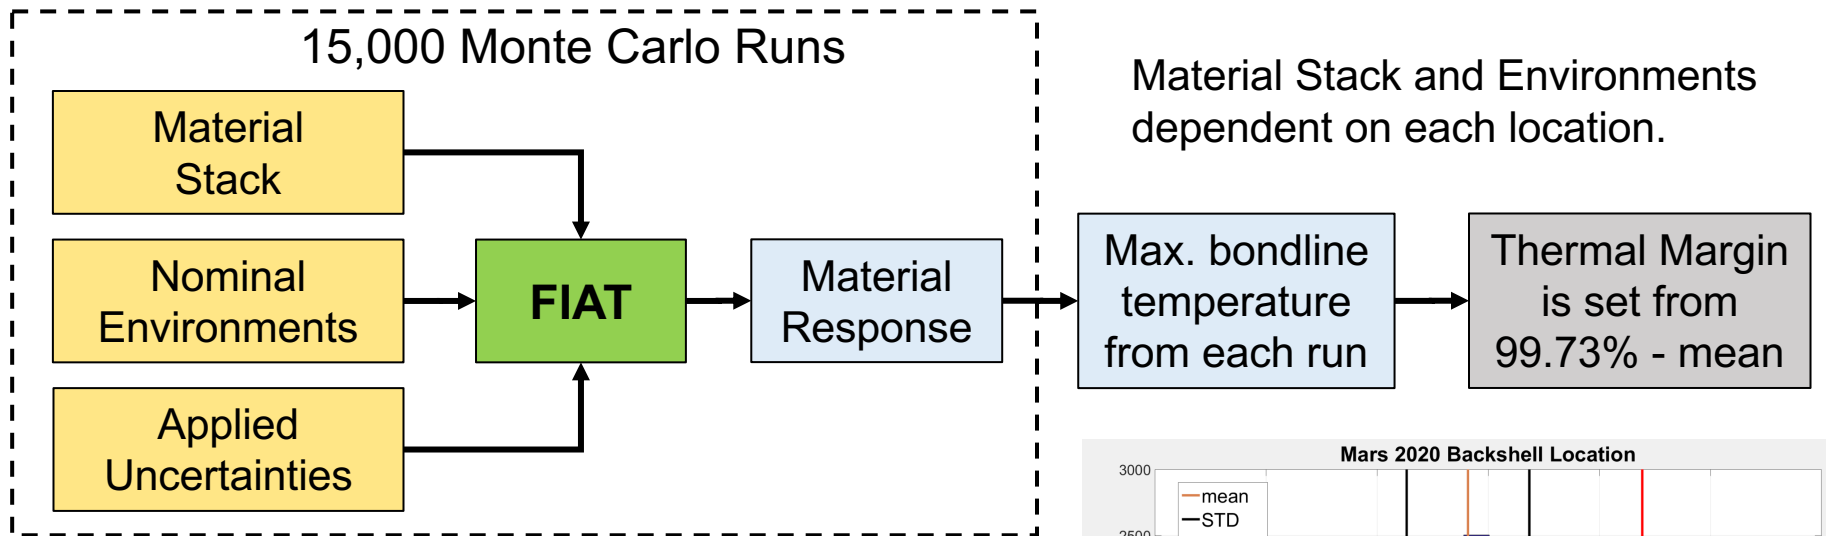 15,000 Monte Carlo Runs
Material
Stack
Nominal
Environments
Applied
Uncertainties
FIAT
Material
Response
Material Stack and Environments
dependent on each location.
Max. bondline
temperature
from each run
Thermal Margin
is set from
99.73% - mean
Mars 2020 Backshell Location
3000
mean
STD
2500